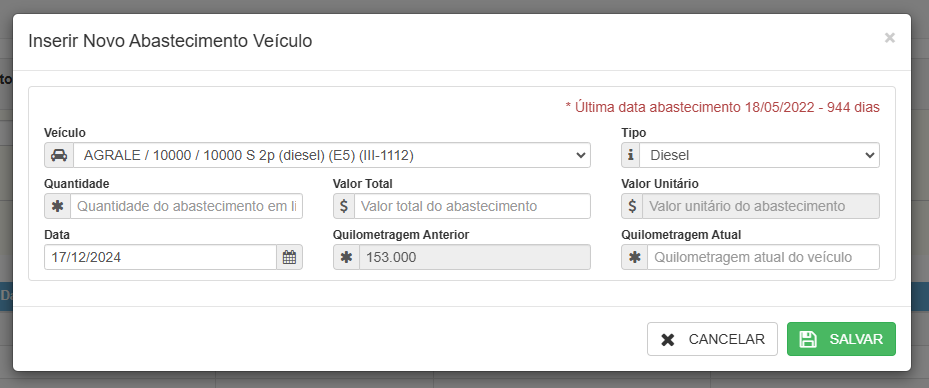 Inserir Novo Abastecimento Veículo
×
to
* Última data abastecimento 18/05/2022 - 944 dias
Veículo
Tipo
AGRALE / 10000 / 10000 S 2p (diesel) (E5) (III-1112)
Diesel
Quantidade
Valor Total
Valor Unitário
Quantidade do abastecimento em li
$ Valor total do abastecimento
$ Valor unitário do abastecimento
Data
Quilometragem Anterior
Quilometragem Atual
17/12/2024
153.000
Quilometragem atual do veículo
Da
CANCELAR
SALVAR